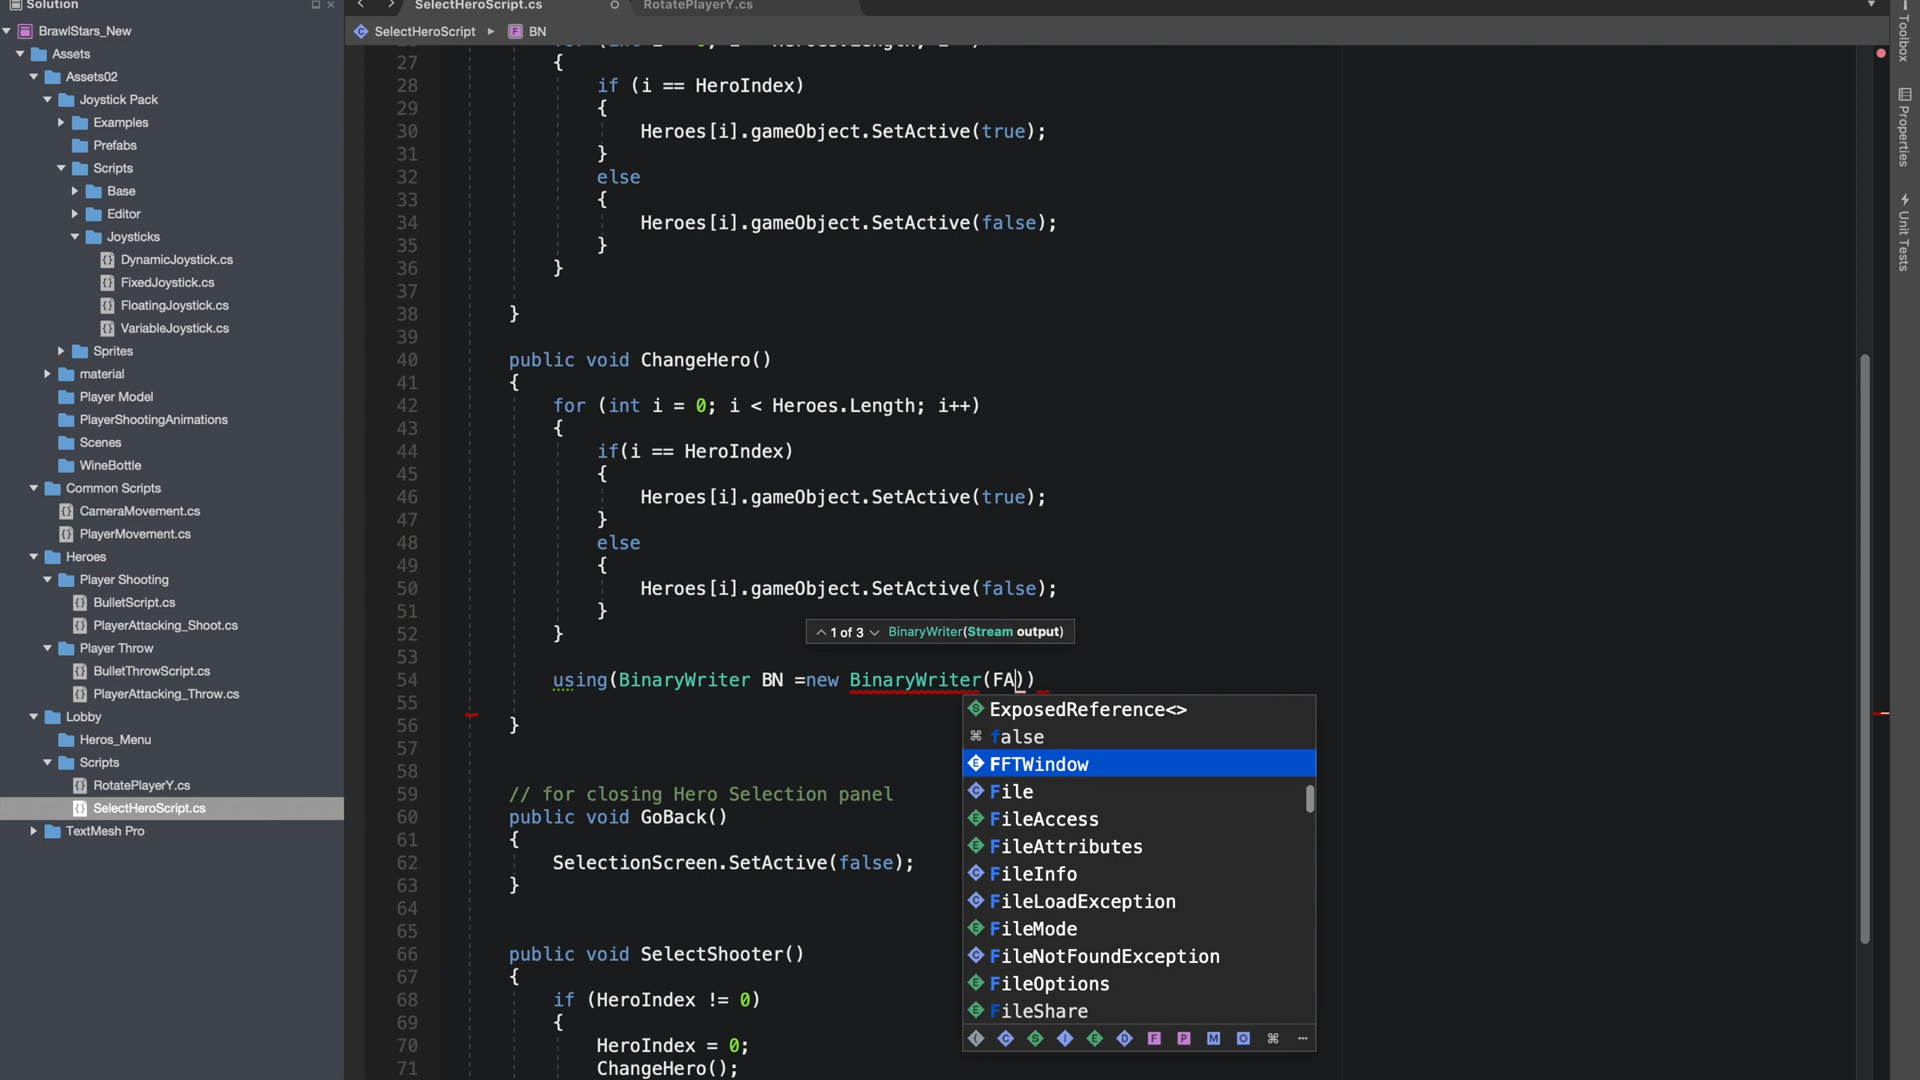 Solution
SelectHeroScript.cs
RotatePlayerY.cs
BrawlStars_New
SelectHeroScript
BN
Assets
Assets02
Joystick Pack
Examples
Prefabs
Scripts
Base
Editor
Joysticks
DynamicJoystick.cs
FixedJoystick.cs
FloatingJoystick.cs
VariableJoystick.cs
Sprites
material
Player Model
PlayerShootingAnimations
Scenes
WineBottle
Common Scripts
CameraMovement.cs
PlayerMovement.cs
Heroes
Player Shooting
BulletScript.cs
PlayerAttacking_Shoot.cs
Player Throw
BulletThrowScript.cs
PlayerAttacking_Throw.cs
Lobby
Heros_Menu
Scripts
RotatePlayerY.cs
SelectHeroScript.cs
TextMesh Pro
27 {
28 if (i == HeroIndex)
29 {
30 Heroes[i].gameObject.SetActive(true);
31 }
32 else
33 {
34 Heroes[i].gameObject.SetActive(false);
35 }
36 }
37
38 }
39
40 public void ChangeHero()
41 {
42 for (int i = 0; i < Heroes.Length; i++)
43 {
44 if(i == HeroIndex)
45 {
46 Heroes[i].gameObject.SetActive(true);
47 }
48 else
49 {
50 Heroes[i].gameObject.SetActive(false);
51 }
52 }
1 of 3 BinaryWriter(Stream output)
53
54 using(BinaryWriter BN =new BinaryWriter(FA))
55
56 }
57
58
59 // for closing Hero Selection panel
60 public void GoBack()
61 {
62 SelectionScreen.SetActive(false);
63 }
64
65
66 public void SelectShooter()
67 {
68 if (HeroIndex != 0)
69 {
70 HeroIndex = 0;
71 ChangeHero();
ExposedReference<>
false
FFTWindow
File
FileAccess
FileAttributes
FileInfo
FileLoadException
FileMode
FileNotFoundException
FileOptions
FileShare
Toolbox
Properties
Unit Tests